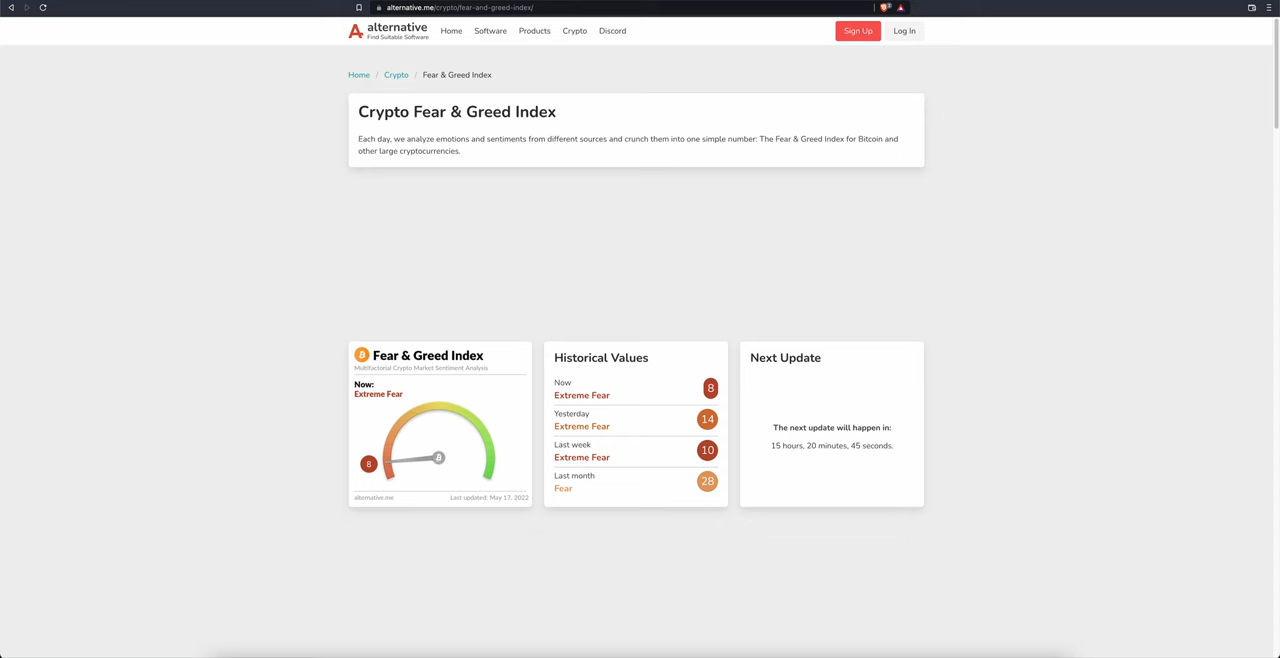 alternative.me/crypto/fear-and-greed-index/
alternative
Find Suitable Software
Home Software Products Crypto Discord
Sign Up Log In
Home / Crypto / Fear & Greed Index
Crypto Fear & Greed Index
Each day, we analyze emotions and sentiments from different sources and crunch them into one simple number: The Fear & Greed Index for Bitcoin and
other large cryptocurrencies.
Fear & Greed Index
Multifactorial Crypto Market Sentiment Analysis
Now:
Extreme Fear
8
alternative.me Last updated: May 17, 2022
Historical Values
Now
Extreme Fear
8
Yesterday
Extreme Fear
14
Last week
Extreme Fear
10
Last month
Fear
28
Next Update
The next update will happen in:
15 hours, 20 minutes, 45 seconds.